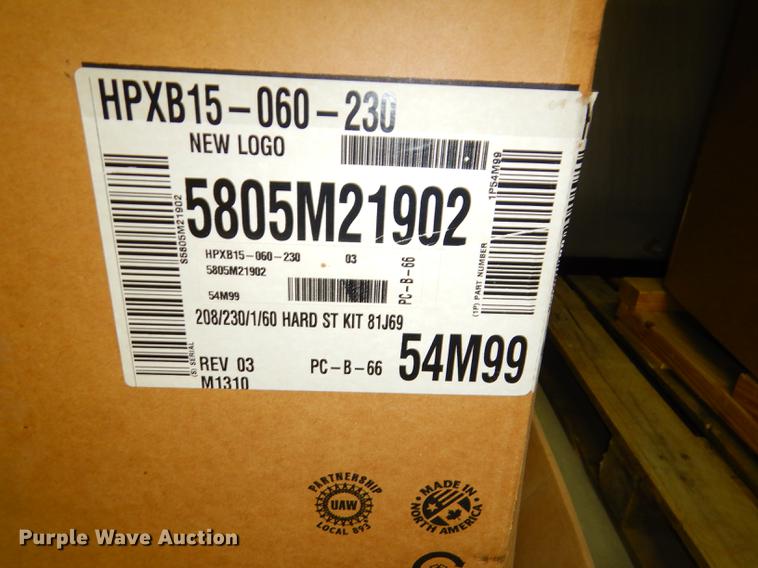 HPXB15-060-230
NEW LOGO
1P54M99
S5805M21902
5805M21902
HPXB15-060-230 03
5805M21902
PC-B-66
54M99
(1P) PART NUMBER
208/230/1/60 HARD ST KIT 81J69
(S) SERIAL
REV 03 PC-B-66 54M99
M1310
PARTNERSHIP
UAW
LOCAL 893
MADE IN
NORTH AMERICA
Purple Wave Auction